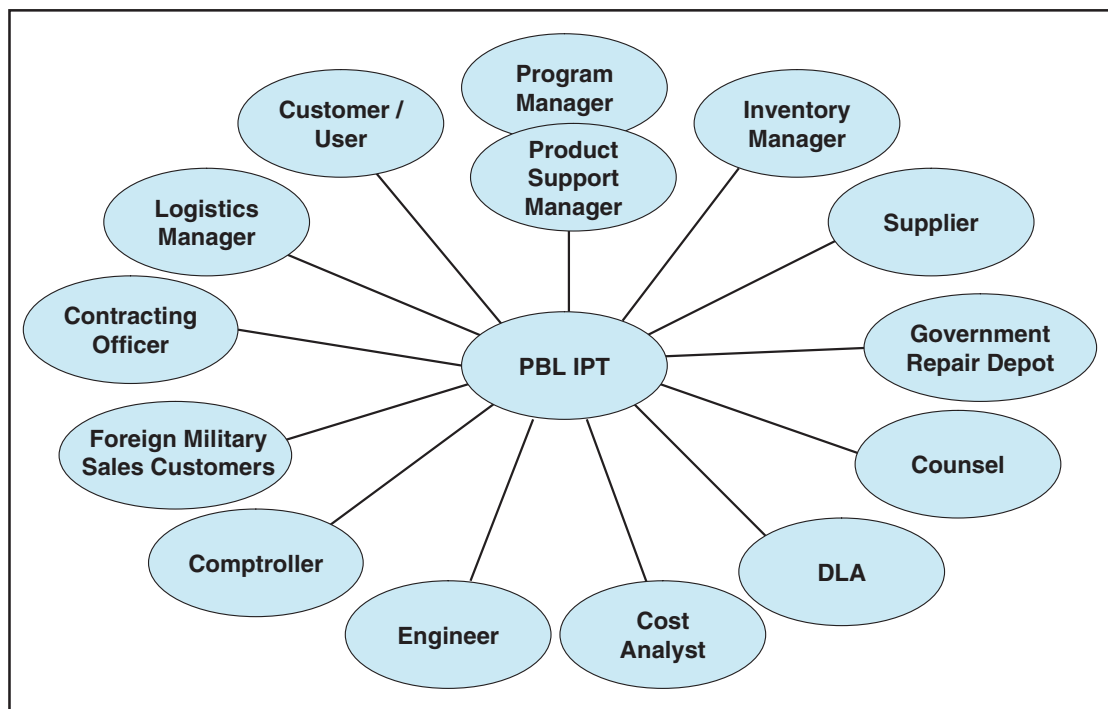 Program
Manager
Customer /
User
Inventory
Manager
Product
Support
Manager
Logistics
Manager
Supplier
Contracting
Officer
Government
Repair Depot
PBL IPT
Foreign Military
Sales Customers
Counsel
Comptroller
DLA
Engineer
Cost
Analyst